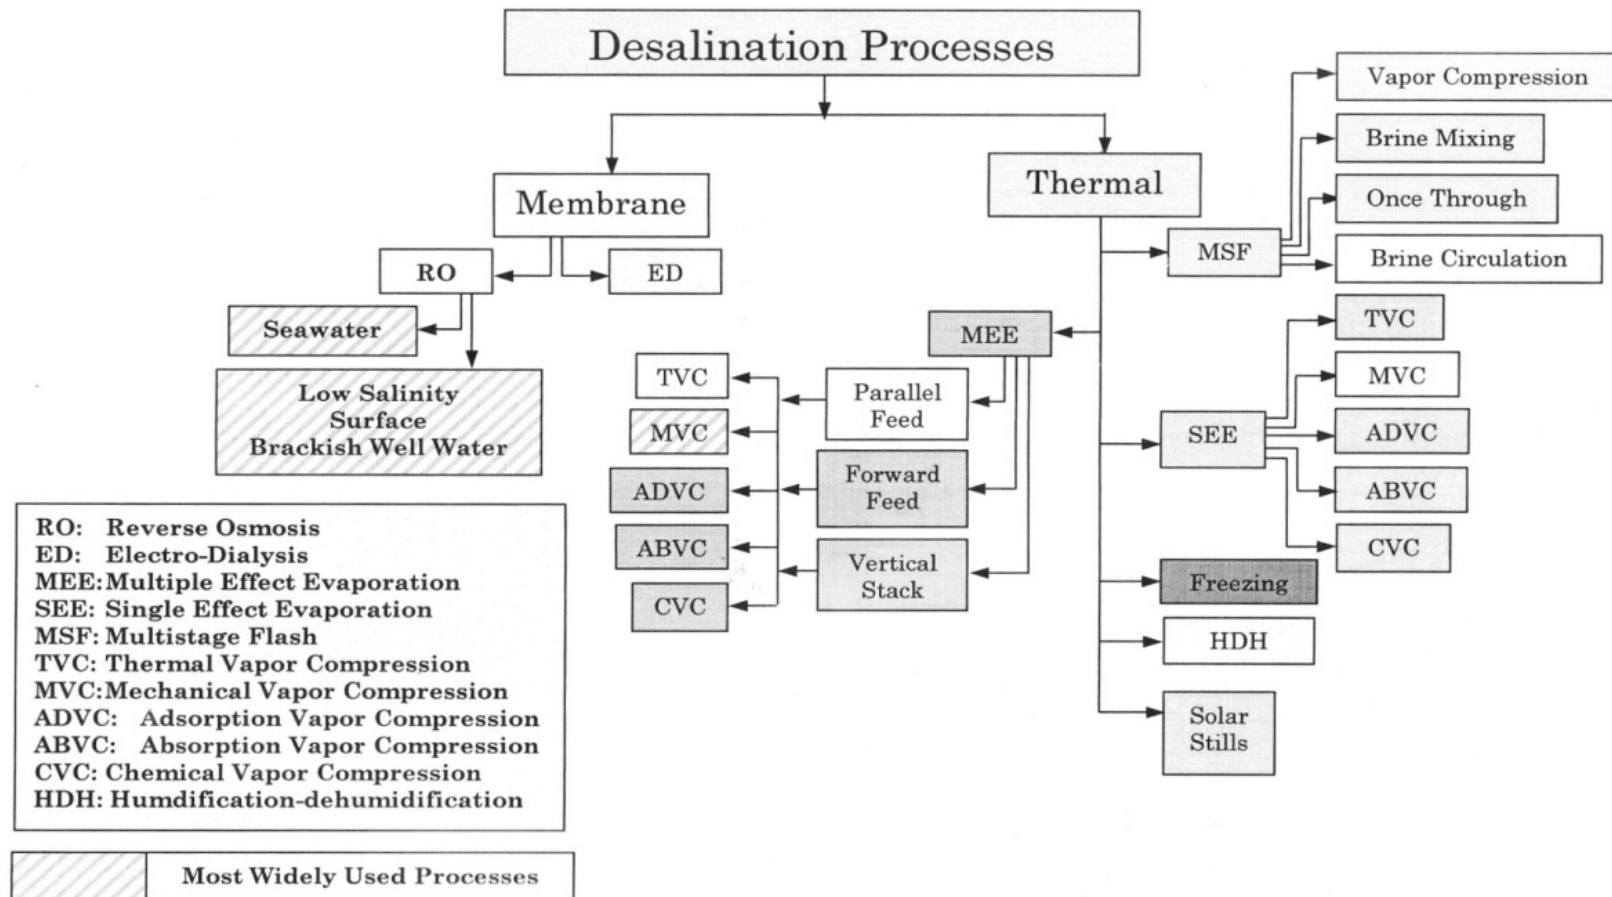 Desalination Processes
Membrane
Thermal
RO
ED
Seawater
Low Salinity
Surface
Brackish Well Water
MSF
Vapor Compression
Brine Mixing
Once Through
Brine Circulation
MEE
Parallel
Feed
Forward
Feed
Vertical
Stack
TVC
MVC
ADVC
ABVC
CVC
SEE
TVC
MVC
ADVC
ABVC
CVC
Freezing
HDH
Solar
Stills
RO: Reverse Osmosis
ED: Electro-Dialysis
MEE: Multiple Effect Evaporation
SEE: Single Effect Evaporation
MSF: Multistage Flash
TVC: Thermal Vapor Compression
MVC: Mechanical Vapor Compression
ADVC: Adsorption Vapor Compression
ABVC: Absorption Vapor Compression
CVC: Chemical Vapor Compression
HDH: Humdification-dehumidification
Most Widely Used Processes